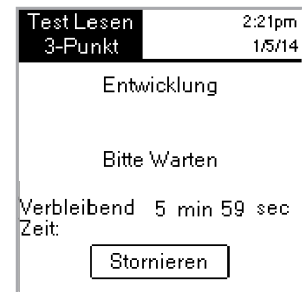 Test Lesen 2:21pm
3-Punkt 1/5/14
Entwicklung
Bitte Warten
Verbleibend 5 min 59 sec
Zeit:
Stornieren